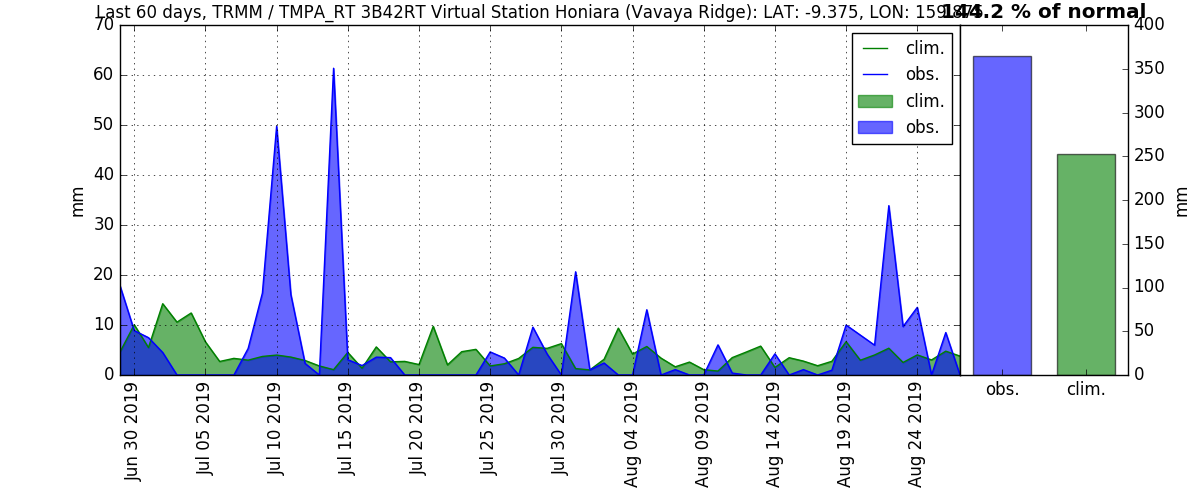 Last 60 days, TRMM / TMPA_RT 3B42RT Virtual Station Honiara (Vavaya Ridge): LAT: -9.375, LON: 159.875
144.2 % of normal
70
60
50
40
30
20
10
0
mm
clim.
obs.
clim.
obs.
400
350
300
250
200
150
100
50
0
mm
Jun 30 2019
Jul 05 2019
Jul 10 2019
Jul 15 2019
Jul 20 2019
Jul 25 2019
Jul 30 2019
Aug 04 2019
Aug 09 2019
Aug 14 2019
Aug 19 2019
Aug 24 2019
obs. clim.